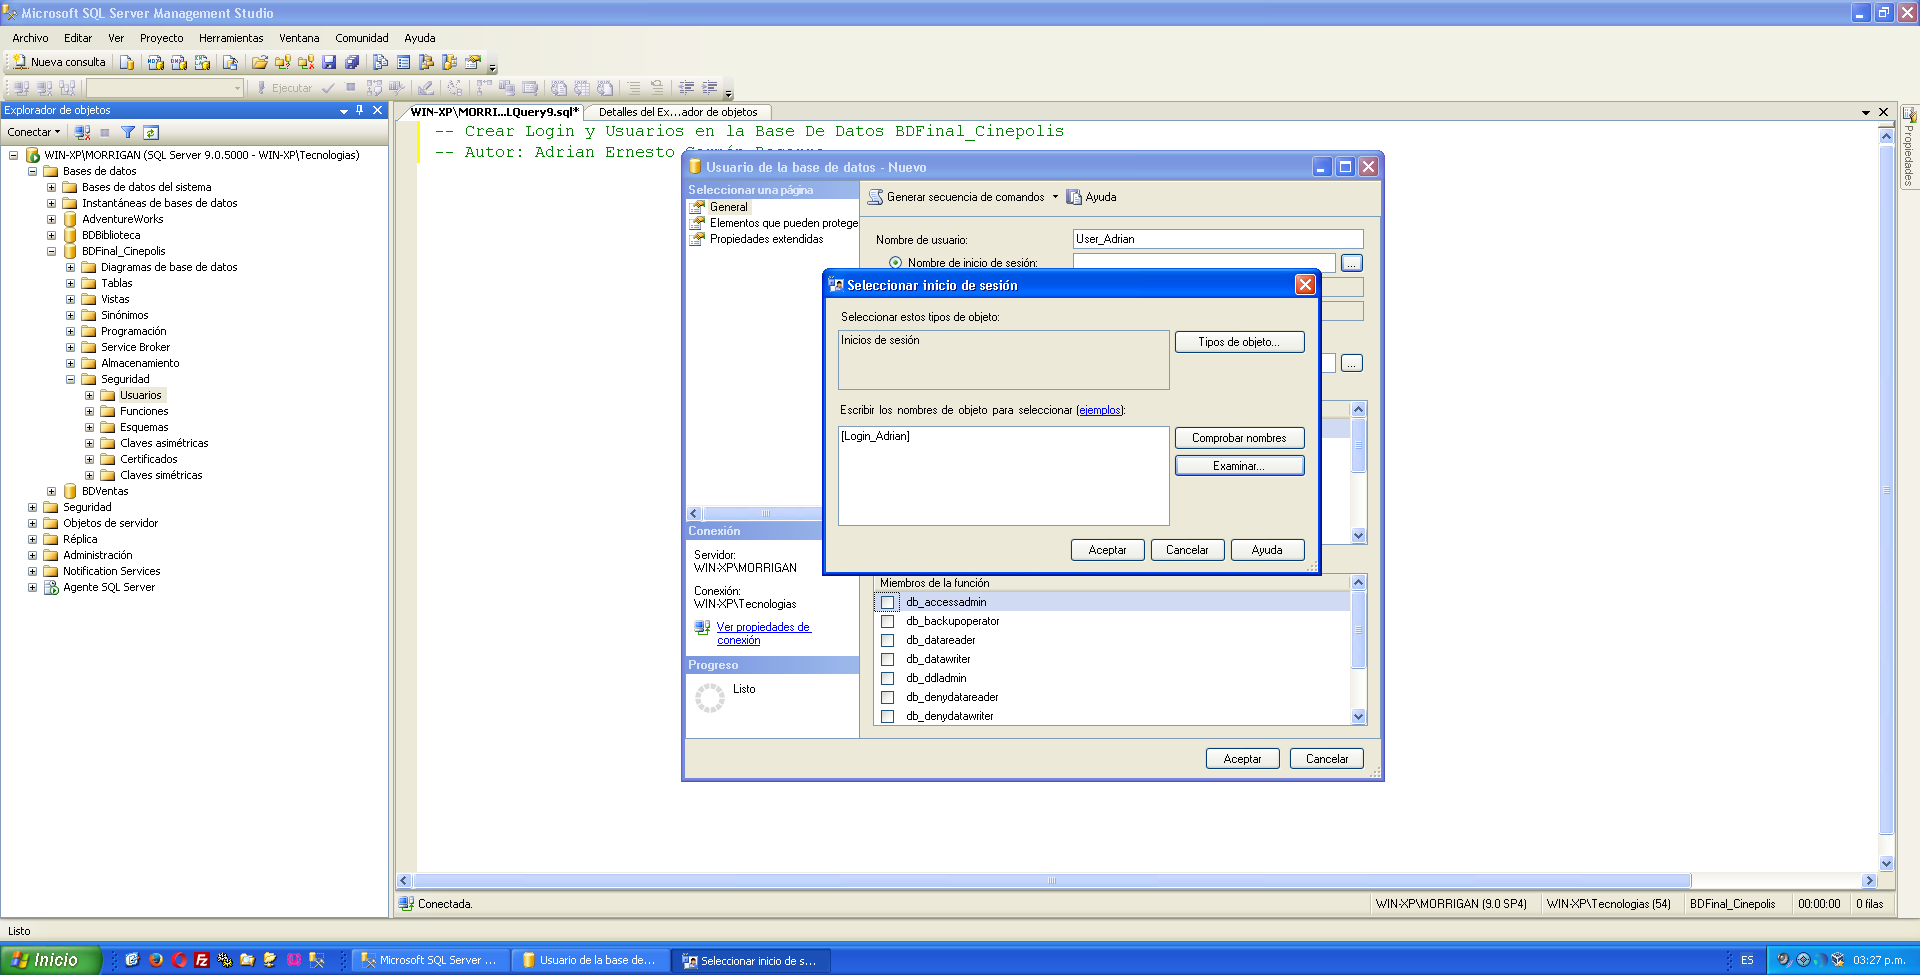 Microsoft SQL Server Management Studio
Archivo Editar Ver Proyecto Herramientas Ventana Comunidad Ayuda
Nueva consulta
Ejecutar
Explorador de objetos
Conectar
WIN-XP\MORRIGAN (SQL Server 9.0.5000 - WIN-XP\Tecnologias)
Bases de datos
Bases de datos del sistema
Instantáneas de bases de datos
AdventureWorks
BDBiblioteca
BDFinal_Cinepolis
Diagramas de base de datos
Tablas
Vistas
Sinónimos
Programación
Service Broker
Almacenamiento
Seguridad
Usuarios
Funciones
Esquemas
Claves asimétricas
Certificados
Claves simétricas
BDVentas
Seguridad
Objetos de servidor
Réplica
Administración
Notification Services
Agente SQL Server
WIN-XP\MORRI...LQuery9.sql* Detalles del Ex...ador de objetos
-- Crear Login y Usuarios en la Base De Datos BDFinal_Cinepolis
-- Autor: Adrian Ernesto
Propiedades
Usuario de la base de datos - Nuevo
Seleccionar una página
General
Elementos que pueden protege
Propiedades extendidas
Generar secuencia de comandos Ayuda
Nombre de usuario: User_Adrian
Nombre de inicio de sesión: ...
...
Seleccionar inicio de sesión
Seleccionar estos tipos de objeto:
Inicios de sesión Tipos de objeto...
Escribir los nombres de objeto para seleccionar (ejemplos):
[Login_Adrian] Comprobar nombres
Examinar...
Aceptar Cancelar Ayuda
Conexión
Servidor:
WIN-XP\MORRIGAN
Conexión:
WIN-XP\Tecnologias
Ver propiedades de
conexión
Progreso
Listo
Miembros de la función
db_accessadmin
db_backupoperator
db_datareader
db_datawriter
db_ddladmin
db_denydatareader
db_denydatawriter
Aceptar Cancelar
Conectada. WIN-XP\MORRIGAN (9.0 SP4) WIN-XP\Tecnologias (54) BDFinal_Cinepolis 00:00:00 0 filas
Listo
Inicio Microsoft SQL Server ... Usuario de la base de... Seleccionar inicio de s... ES 03:27 p.m.